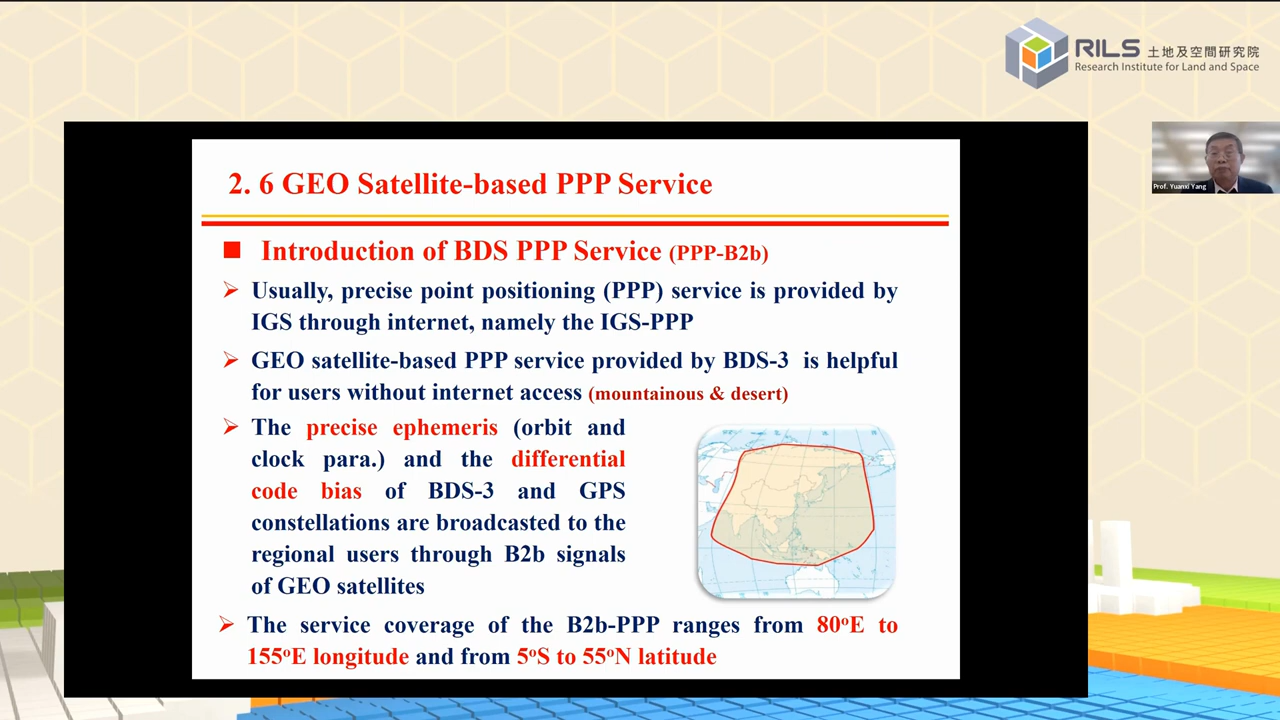 RILS 土地及空間研究院
Research Institute for Land and Space
Prof. Yuanxi Yang
2. 6 GEO Satellite-based PPP Service
Introduction of BDS PPP Service (PPP-B2b)
Usually, precise point positioning (PPP) service is provided by
IGS through internet, namely the IGS-PPP
GEO satellite-based PPP service provided by BDS-3 is helpful
for users without internet access (mountainous & desert)
The precise ephemeris (orbit and
clock para.) and the differential
code bias of BDS-3 and GPS
constellations are broadcasted to the
regional users through B2b signals
of GEO satellites
The service coverage of the B2b-PPP ranges from 80°E to
155°E longitude and from 5°S to 55°N latitude